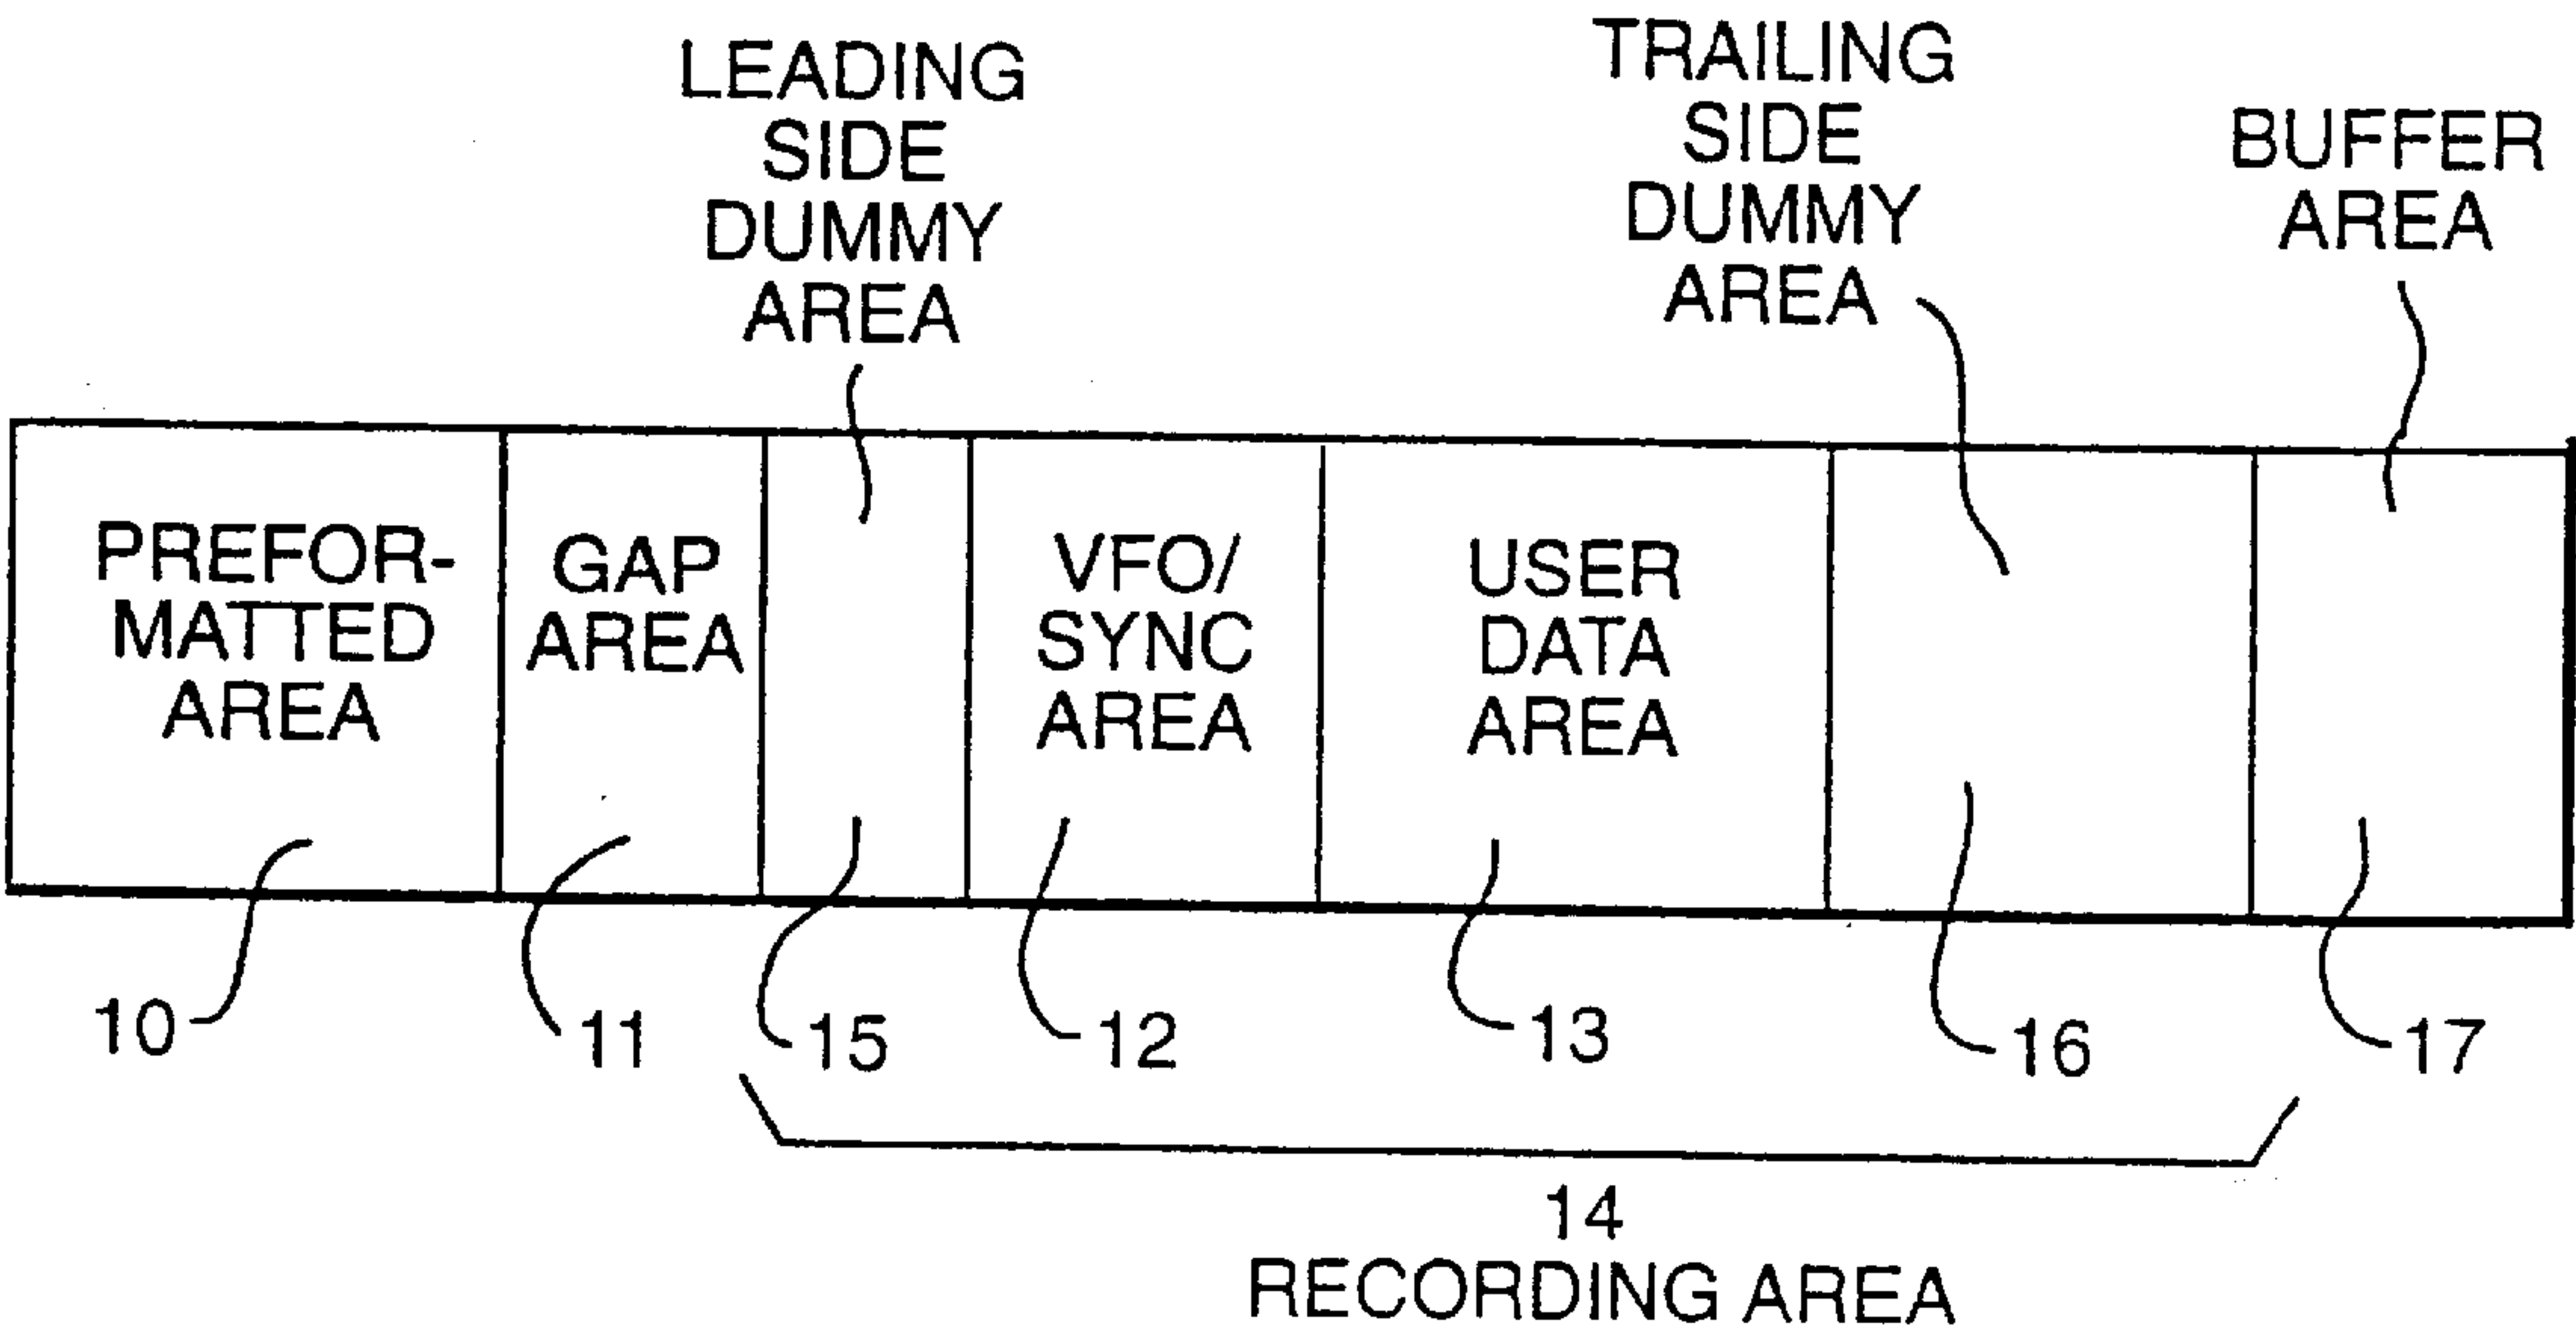 LEADING
SIDE
DUMMY
AREA
TRAILING
SIDE
DUMMY
AREA
BUFFER
AREA
PREFOR-
MATTED
AREA
GAP
AREA
VFO/
SYNC
AREA
USER
DATA
AREA
10
11
15
12
13
16
17
14
RECORDING AREA